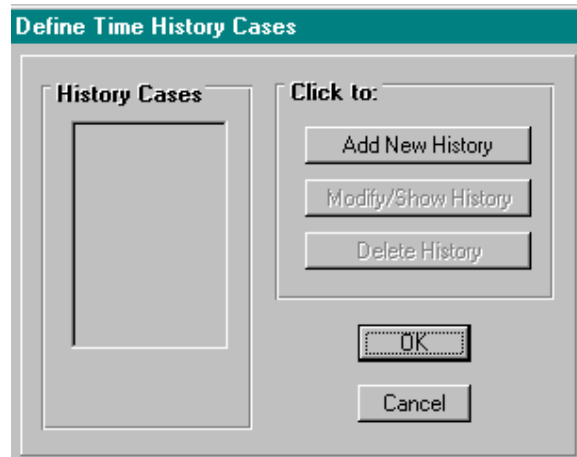 Define Time History Cases
History Cases
Click to:
Add New History
Modify/Show History
Delete History
OK
Cancel